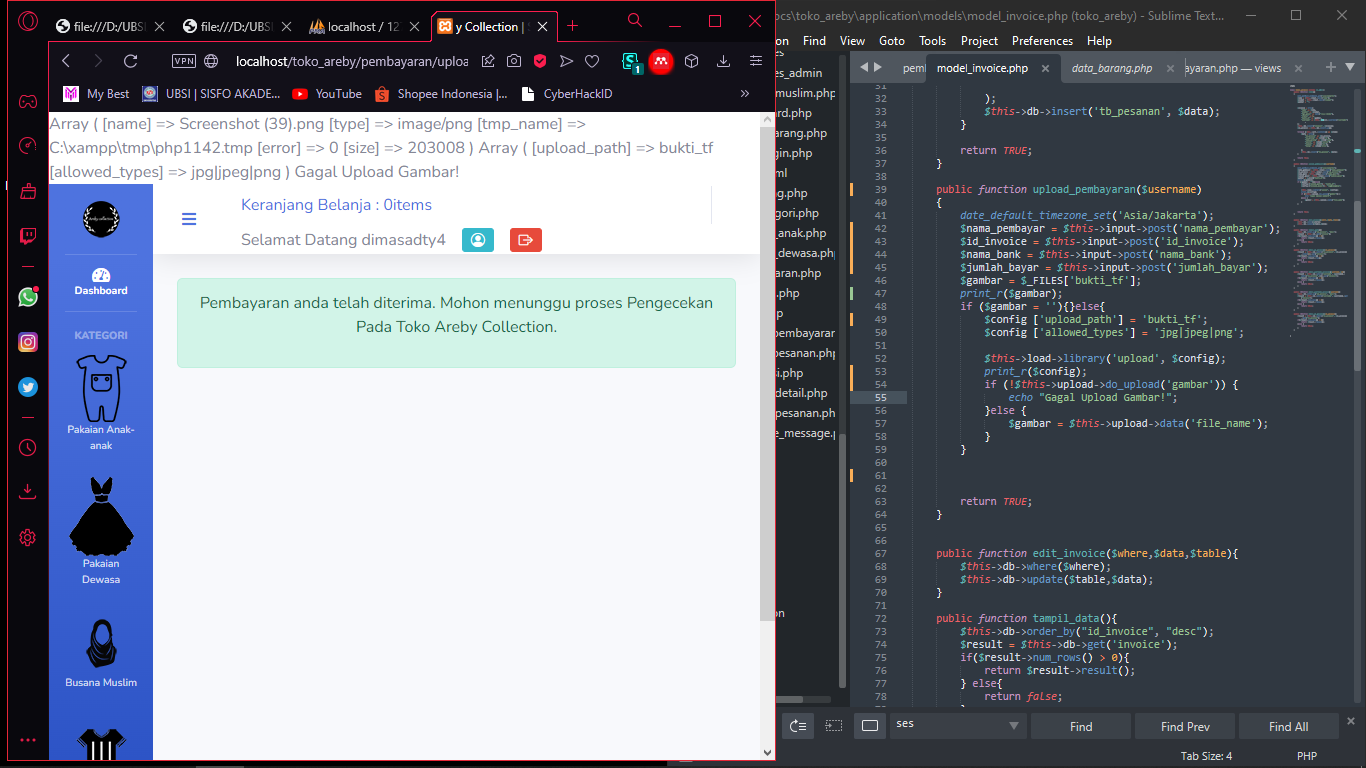 file:///D:/UBSI
file:///D:/UBSI
localhost / 12
y Collection | S
VPN
localhost/toko_areby/pembayaran/uploa
1
My Best
UBSI | SISFO AKADE...
YouTube
Shopee Indonesia |...
CyberHackID
»
Array ( [name] => Screenshot (39).png [type] => image/png [tmp_name] =>
C:\xampp\tmp\php1142.tmp [error] => 0 [size] => 203008 ) Array ( [upload_path] => bukti_tf
[allowed_types] => jpg|jpeg|png ) Gagal Upload Gambar!
Keranjang Belanja : 0items
Selamat Datang dimasadty4
Dashboard
KATEGORI
Pakaian Anak-
anak
Pakaian
Dewasa
Busana Muslim
Pembayaran anda telah diterima. Mohon menunggu proses Pengecekan
Pada Toko Areby Collection.
ocs\toko_areby\application\models\model_invoice.php (toko_areby) - Sublime Text...
on
Find
View
Goto
Tools
Project
Preferences
Help
pemb
model_invoice.php
data_barang.php
ayaran.php — views
es_admin
muslim.php
ard.php
arang.php
gin.php
ml
ng.php
gori.php
_anak.php
_dewasa.php
aran.php
.php
p
pembayaran
pesanan.php
si.php
detail.php
pesanan.php
e_message.p
on
31
32 );
33 $this->db->insert('tb_pesanan', $data);
34 }
35
36 return TRUE;
37 }
38
39 public function upload_pembayaran($username)
40 {
41 date_default_timezone_set('Asia/Jakarta');
42 $nama_pembayar = $this->input->post('nama_pembayar');
43 $id_invoice = $this->input->post('id_invoice');
44 $nama_bank = $this->input->post('nama_bank');
45 $jumlah_bayar = $this->input->post('jumlah_bayar');
46 $gambar = $_FILES['bukti_tf'];
47 print_r($gambar);
48 if ($gambar = ''){}else{
49 $config ['upload_path'] = 'bukti_tf';
50 $config ['allowed_types'] = 'jpg|jpeg|png';
51
52 $this->load->library('upload', $config);
53 print_r($config);
54 if (!$this->upload->do_upload('gambar')) {
55 echo "Gagal Upload Gambar!";
56 }else {
57 $gambar = $this->upload->data('file_name');
58 }
59 }
60
61
62
63 return TRUE;
64 }
65
66
67 public function edit_invoice($where,$data,$table){
68 $this->db->where($where);
69 $this->db->update($table,$data);
70 }
71
72 public function tampil_data(){
73 $this->db->order_by("id_invoice", "desc");
74 $result = $this->db->get('invoice');
75 if($result->num_rows() > 0){
76 return $result->result();
77 } else{
78 return false;
ses
Find
Find Prev
Find All
Tab Size: 4
PHP